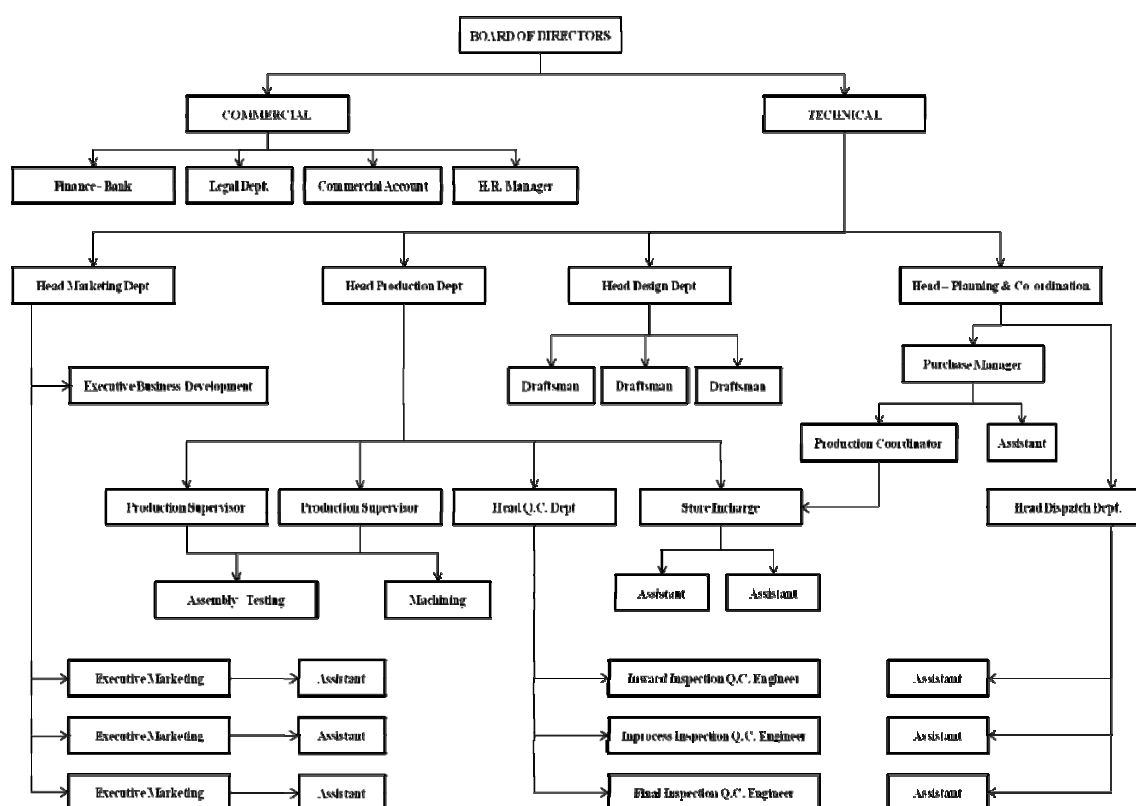 BOARD OF DIRECTORS
COMMERCIAL
TECHNICAL
Finance - Bank
Legal Dept.
Commercial Account
H.R. Manager
Head Marketing Dept
Head Production Dept
Head Design Dept
Head – Planning & Co-ordination
Purchase Manager
Executive Business Development
Draftsman
Draftsman
Draftsman
Production Coordinator
Assistant
Production Supervisor
Production Supervisor
Head Q.C. Dept
Store Incharge
Head Dispatch Dept.
Assembly Testing
Machining
Assistant
Assistant
Executive Marketing
Assistant
Inward Inspection Q.C. Engineer
Assistant
Executive Marketing
Assistant
Inprocess Inspection Q.C. Engineer
Assistant
Executive Marketing
Assistant
Final Inspection Q.C. Engineer
Assistant